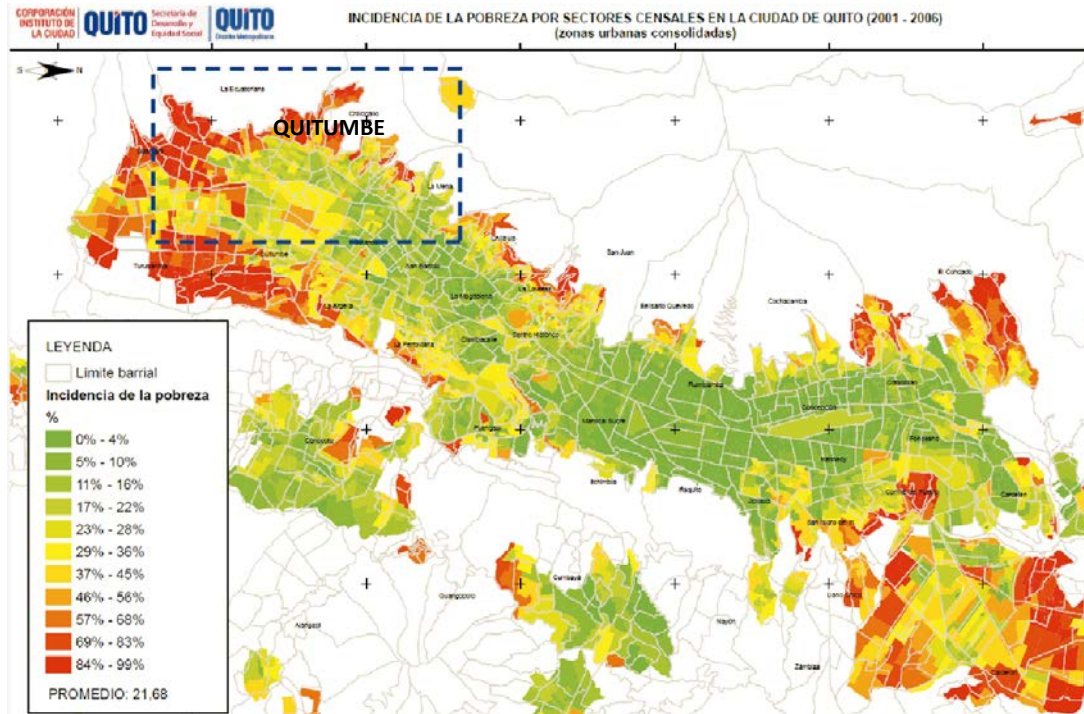 CORPORACIÓN
INSTITUTO DE
LA CIUDAD
QUITO
Secretaría de
Desarrollo y
Equidad Social
QUITO
Distrito Metropolitano
INCIDENCIA DE LA POBREZA POR SECTORES CENSALES EN LA CIUDAD DE QUITO (2001 - 2006)
(zonas urbanas consolidadas)
S
N
La Ecuatoriana
Chillogallo
QUITUMBE
La Mena
Turubamba
Quitumbe
San Juan
El Condado
La Argelia
La Magdalena
La Libertad
Belisario Quevedo
Cochapamba
La Ferroviaria
Chimbacalle
Centro Histórico
Rumipamba
Concepción
Mariscal Sucre
Ponceano
Puengasí
Conocoto
Kennedy
Itchimbía
Iñaquito
Jipijapa
Comité del Pueblo
Carcelén
San Isidro del In
Cumbayá
Guangopolo
Nayón
Llano Chico
Alangasí
Zámbiza
Calderón
LEYENDA
Límite barrial
Incidencia de la pobreza
%
0% - 4%
5% - 10%
11% - 16%
17% - 22%
23% - 28%
29% - 36%
37% - 45%
46% - 56%
57% - 68%
69% - 83%
84% - 99%
PROMEDIO: 21,68